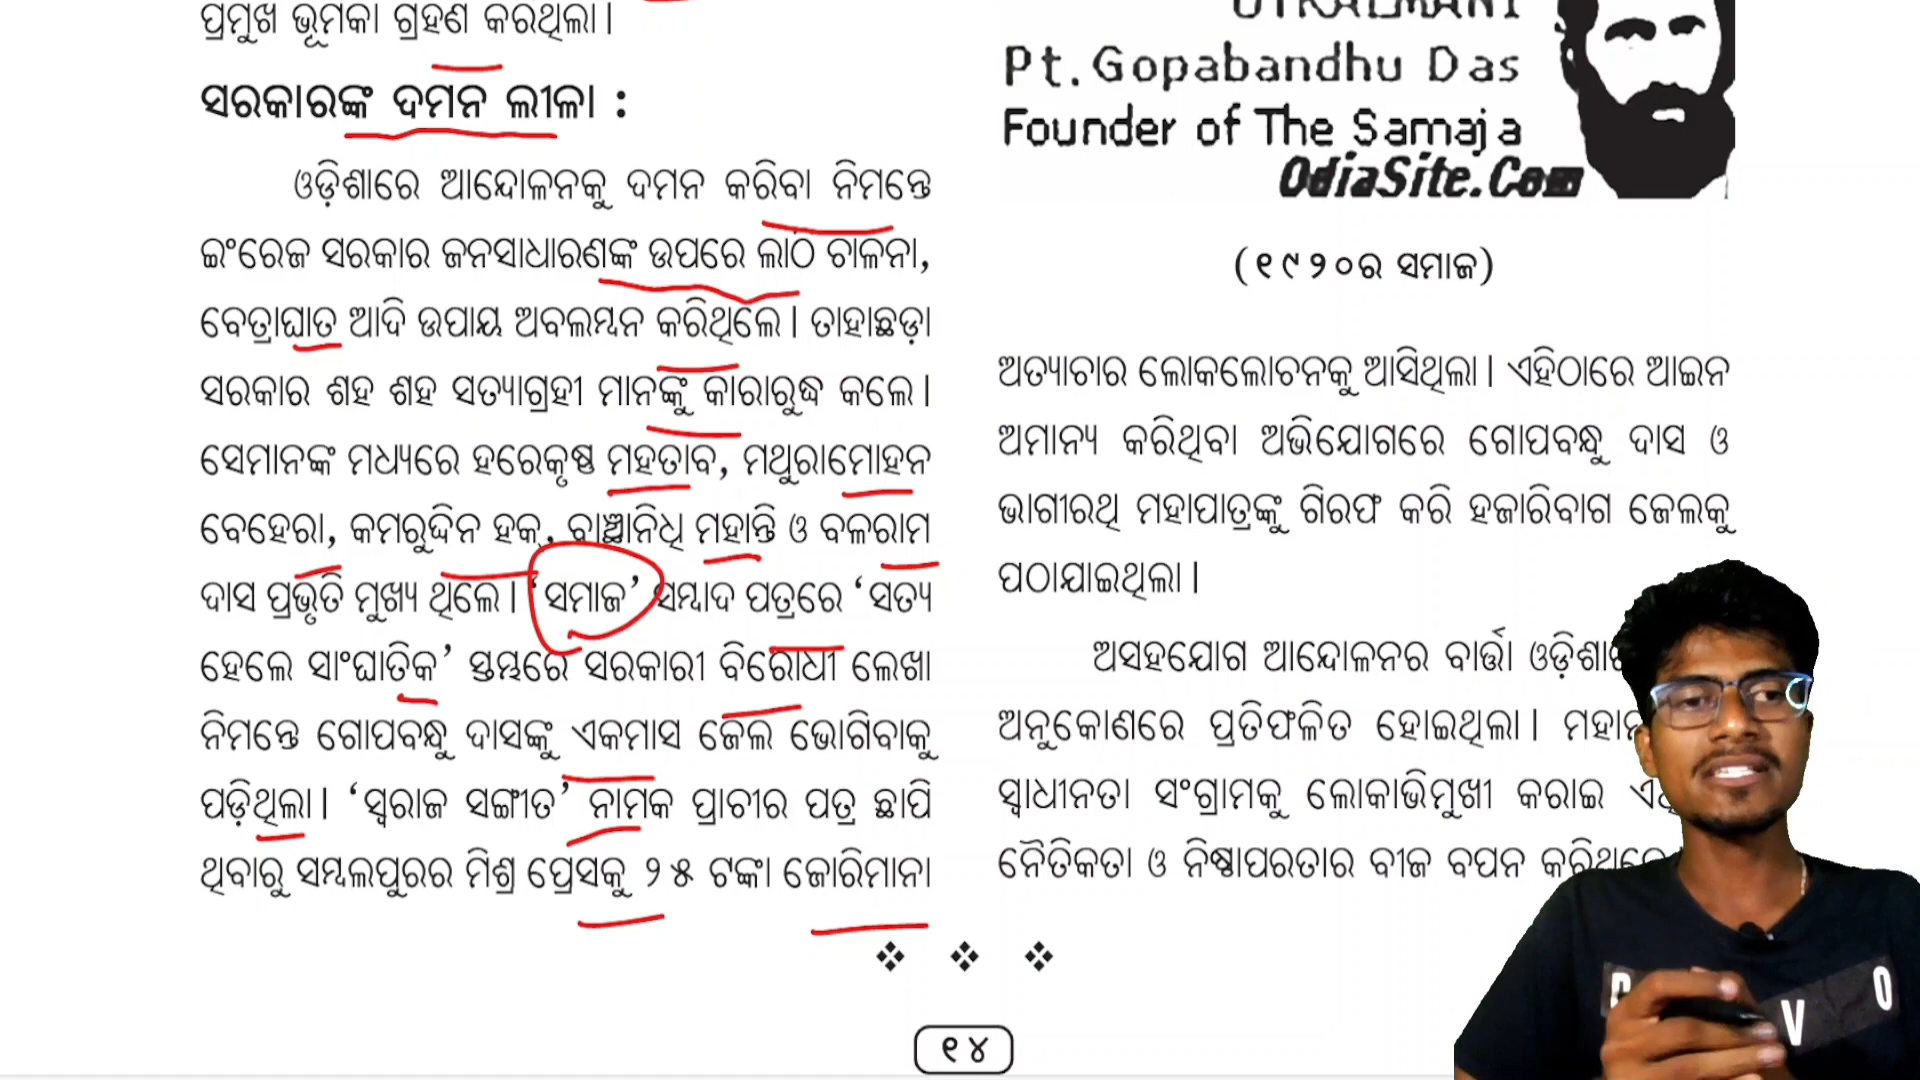 ପ୍ରମୁଖ ଭୂମିକା ଗ୍ରହଣ କରିଥିଲା।
ସରକାରଙ୍କ ଦମନ ଲୀଳା :
ଓଡ଼ିଶାରେ ଆନ୍ଦୋଳନକୁ ଦମନ କରିବା ନିମନ୍ତେ
ଇଂରେଜ ସରକାର ଜନସାଧାରଣଙ୍କ ଉପରେ ଲାଠି ଚାଳନା,
ବେତ୍ରାଘାତ ଆଦି ଉପାୟ ଅବଲମ୍ବନ କରିଥିଲେ। ତାହାଛଡ଼ା
ସରକାର ଶହ ଶହ ସତ୍ୟାଗ୍ରହୀ ମାନଙ୍କୁ କାରାରୁଦ୍ଧ କଲେ।
ସେମାନଙ୍କ ମଧ୍ୟରେ ହରେକୃଷ୍ଣ ମହତାବ, ମଥୁରାମୋହନ
ବେହେରା, କମରୁଦ୍ଦିନ ହକ୍, ବାଞ୍ଛାନିଧି ମହାନ୍ତି ଓ ବଳରାମ
ଦାସ ପ୍ରଭୃତି ମୁଖ୍ୟ ଥିଲେ। ‘ସମାଜ’ ସମ୍ବାଦ ପତ୍ରରେ ‘ସତ୍ୟ
ହେଲେ ସାଂଘାତିକ’ ସ୍ତମ୍ଭରେ ସରକାରୀ ବିରୋଧୀ ଲେଖା
ନିମନ୍ତେ ଗୋପବନ୍ଧୁ ଦାସଙ୍କୁ ଏକମାସ ଜେଲ ଭୋଗିବାକୁ
ପଡ଼ିଥିଲା। ‘ସ୍ୱରାଜ ସଙ୍ଗୀତ’ ନାମକ ପ୍ରାଚୀର ପତ୍ର ଛାପି
ଥିବାରୁ ସମ୍ବଲପୁରର ମିଶ୍ର ପ୍ରେସକୁ ୨୫ ଟଙ୍କା ଜୋରିମାନା
UTKALMANI
Pt. Gopabandhu Das
Founder of The Samaja
OdiaSite.Com
(୧୯୨୦ର ସମାଜ)
ଅତ୍ୟାଚାର ଲୋକଲୋଚନକୁ ଆସିଥିଲା। ଏହିଠାରେ ଆଇନ
ଅମାନ୍ୟ କରିଥିବା ଅଭିଯୋଗରେ ଗୋପବନ୍ଧୁ ଦାସ ଓ
ଭାଗୀରଥି ମହାପାତ୍ରଙ୍କୁ ଗିରଫ କରି ହଜାରିବାଗ ଜେଲକୁ
ପଠାଯାଇଥିଲା।
ଅସହଯୋଗ ଆନ୍ଦୋଳନର ବାର୍ତ୍ତା
ଅନୁକୋଣରେ ପ୍ରତିଫଳିତ ହୋଇଥିଲା।
ସ୍ୱାଧୀନତା ସଂଗ୍ରାମକୁ ଲୋକାଭିମୁଖୀ କରାଇ
ନୈତିକତା ଓ ନିଷ୍ଠାପରତାର ବୀଜ ବପନ
୧୪